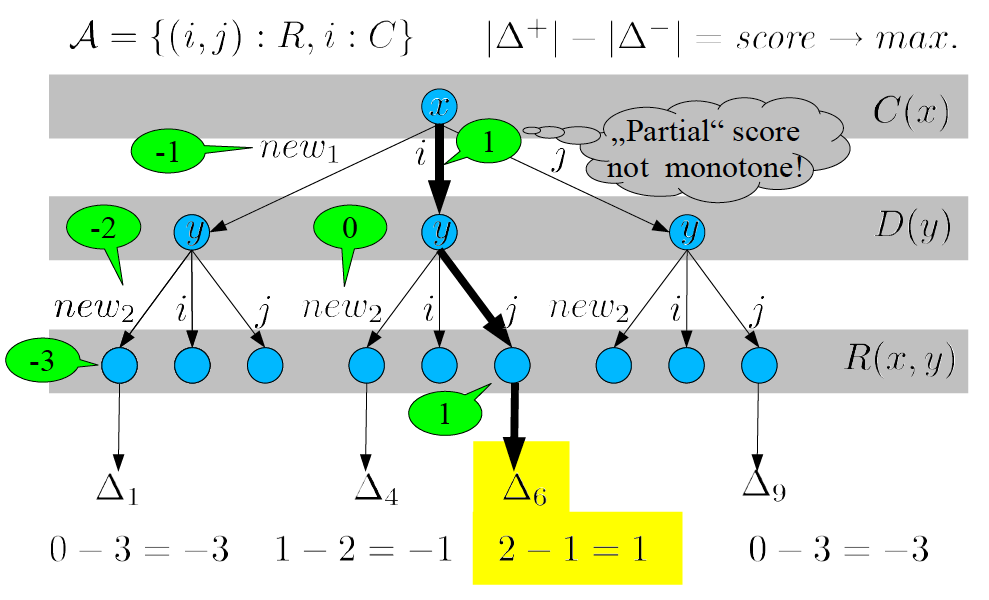 𝒜 = {(i, j) : R, i : C} |Δ⁺| − |Δ⁻| = score → max.
x C(x)
„Partial“ score
not monotone!
-1 new₁ i 1 j
-2 y 0 y y D(y)
new₂ i j new₂ i j new₂ i j
-3 R(x, y)
1
Δ₁ Δ₄ Δ₆ Δ₉
0 − 3 = −3 1 − 2 = −1 2 − 1 = 1 0 − 3 = −3